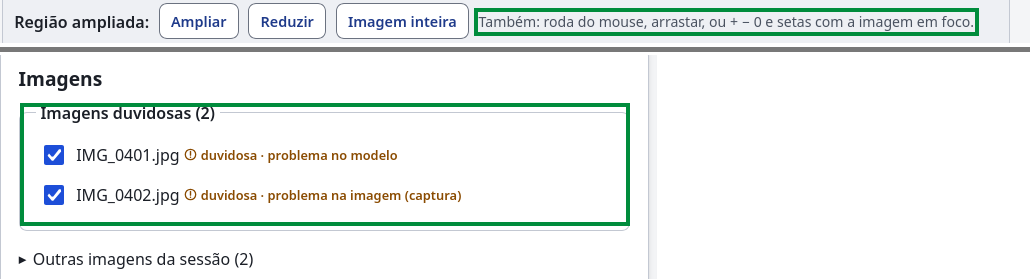 Região ampliada: Ampliar Reduzir Imagem inteira Também: roda do mouse, arrastar, ou + − 0 e setas com a imagem em foco.
Imagens
Imagens duvidosas (2)
IMG_0401.jpg duvidosa · problema no modelo
IMG_0402.jpg duvidosa · problema na imagem (captura)
Outras imagens da sessão (2)